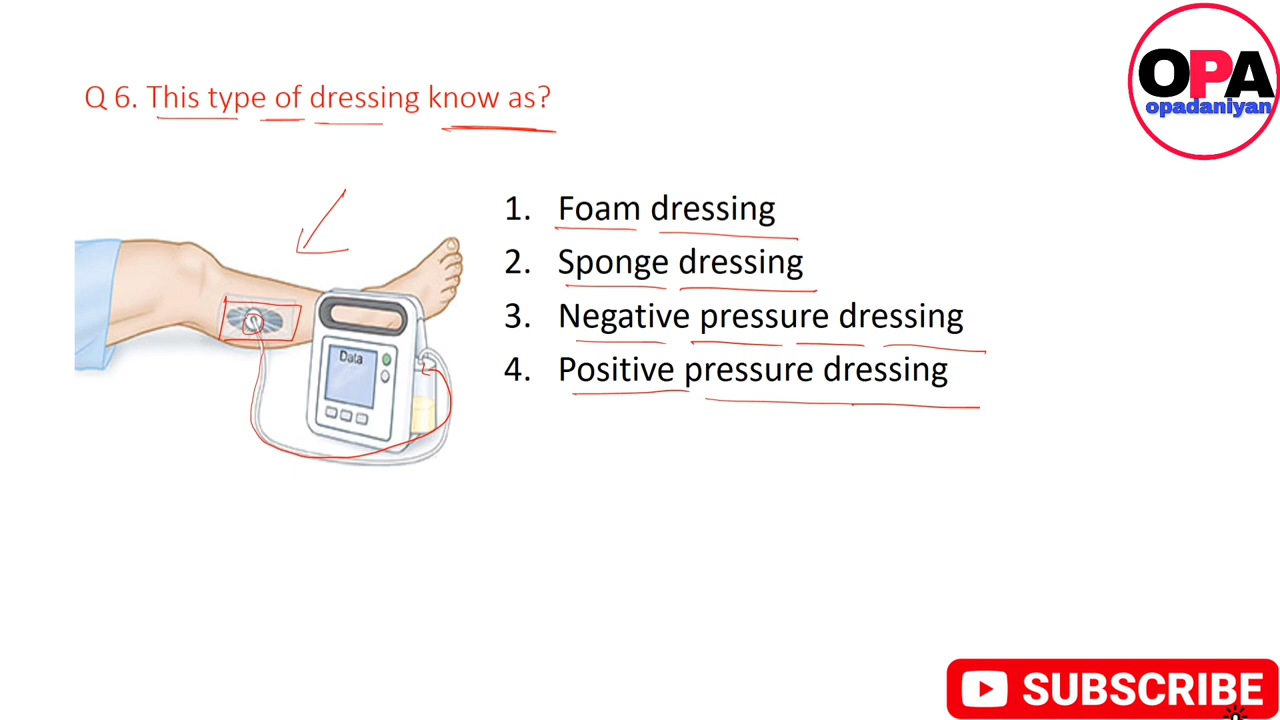 OPA
opadaniyan
Q 6. This type of dressing know as?
1. Foam dressing
2. Sponge dressing
3. Negative pressure dressing
4. Positive pressure dressing
Data
SUBSCRIBE